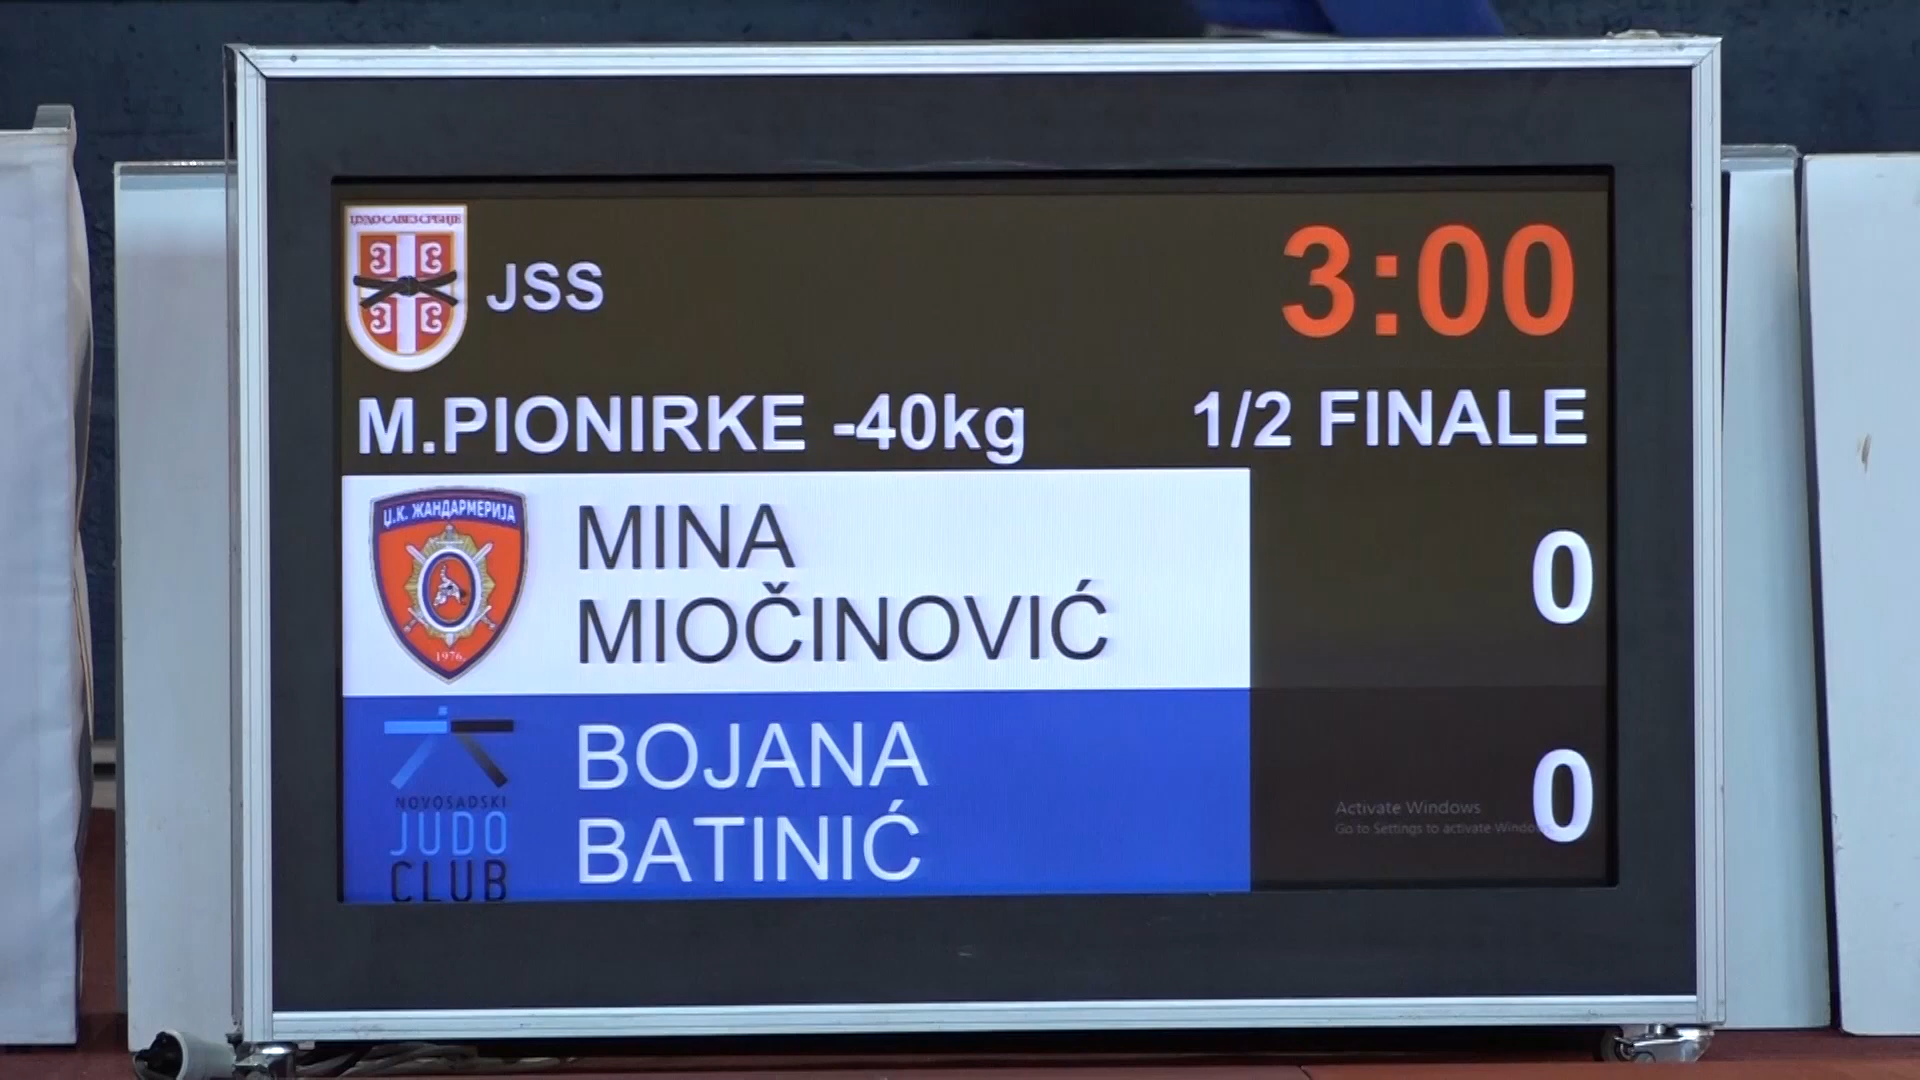 ЏУДО САВЕЗ СРБИЈЕ
JSS
3:00
M.PIONIRKE -40kg
1/2 FINALE
Џ.К. ЖАНДАРМЕРИЈА
1976.
MINA
MIOČINOVIĆ
0
NOVOSADSKI
JUDO
CLUB
BOJANA
BATINIĆ
0
Activate Windows
Go to Settings to activate Windows.